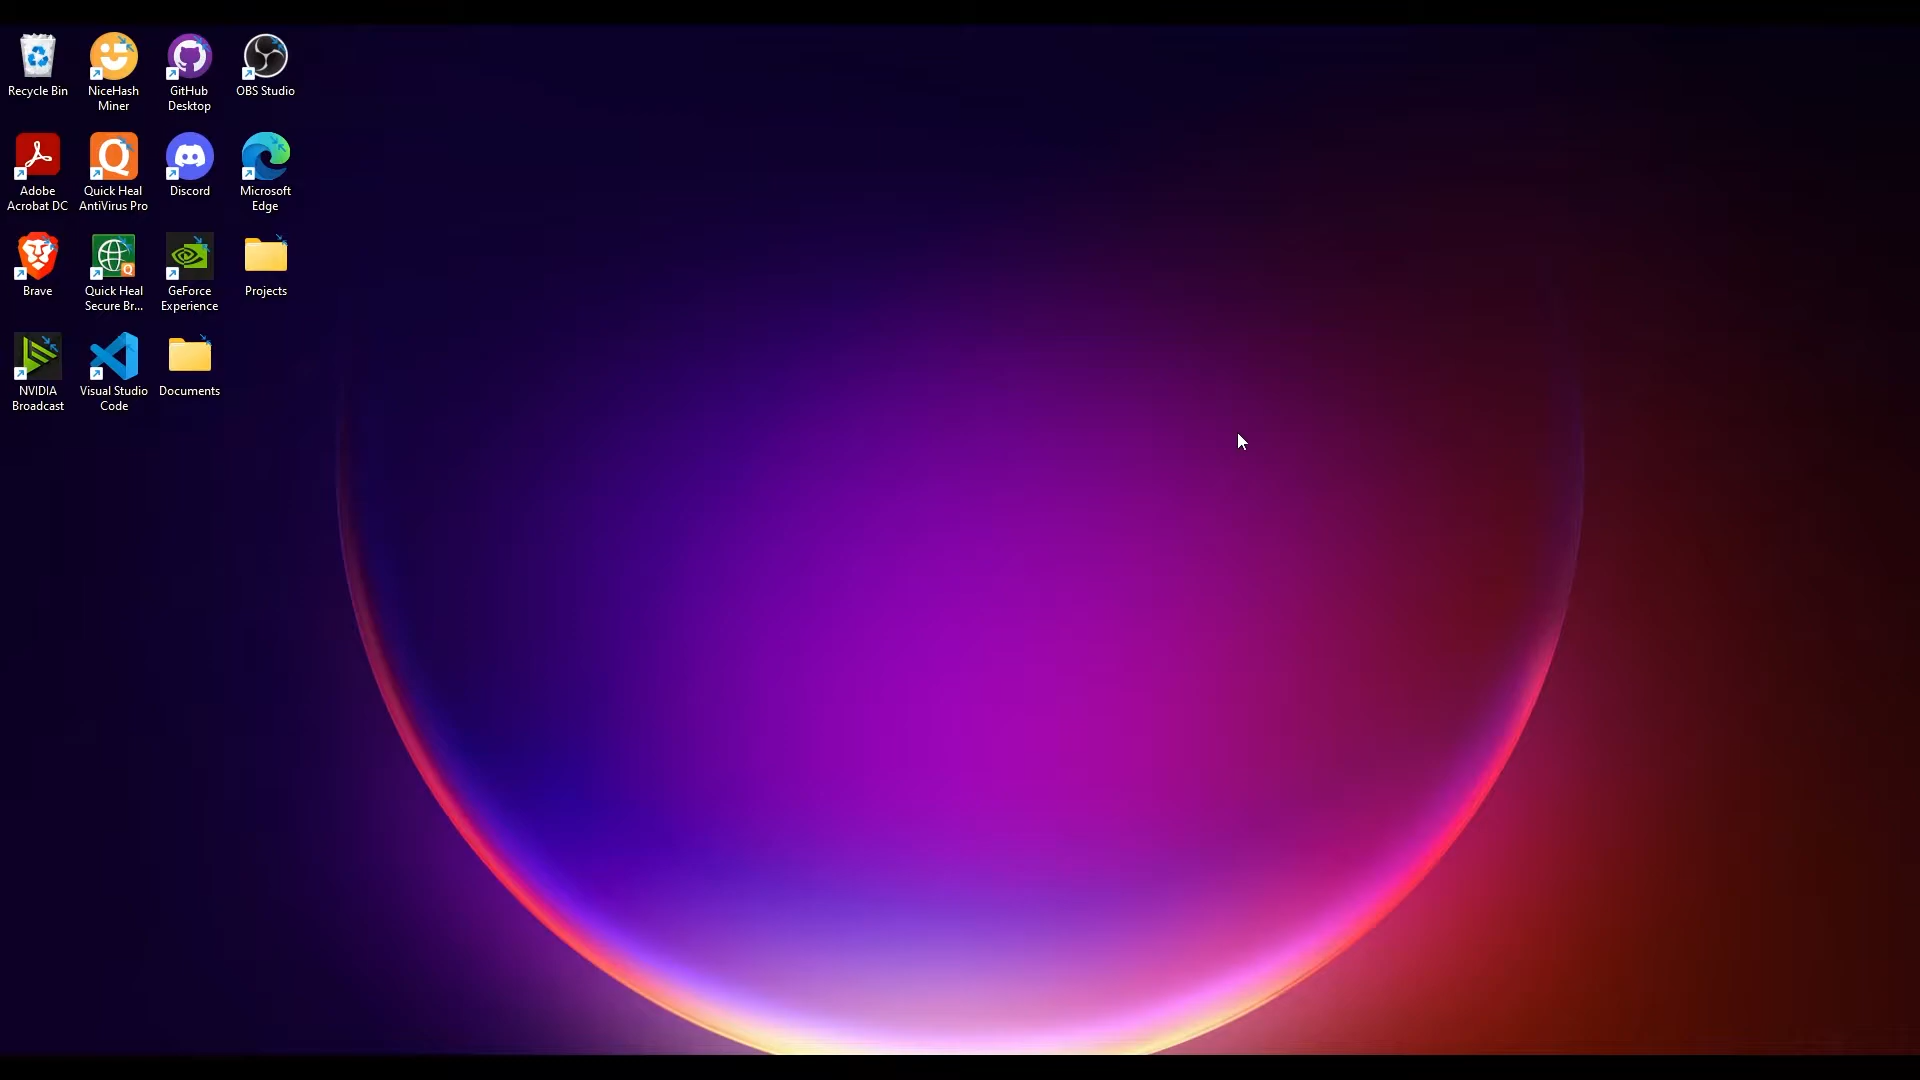 Recycle Bin
NiceHash
Miner
GitHub
Desktop
OBS Studio
Adobe
Acrobat DC
Quick Heal
AntiVirus Pro
Discord
Microsoft
Edge
Brave
Quick Heal
Secure Br...
GeForce
Experience
Projects
NVIDIA
Broadcast
Visual Studio
Code
Documents